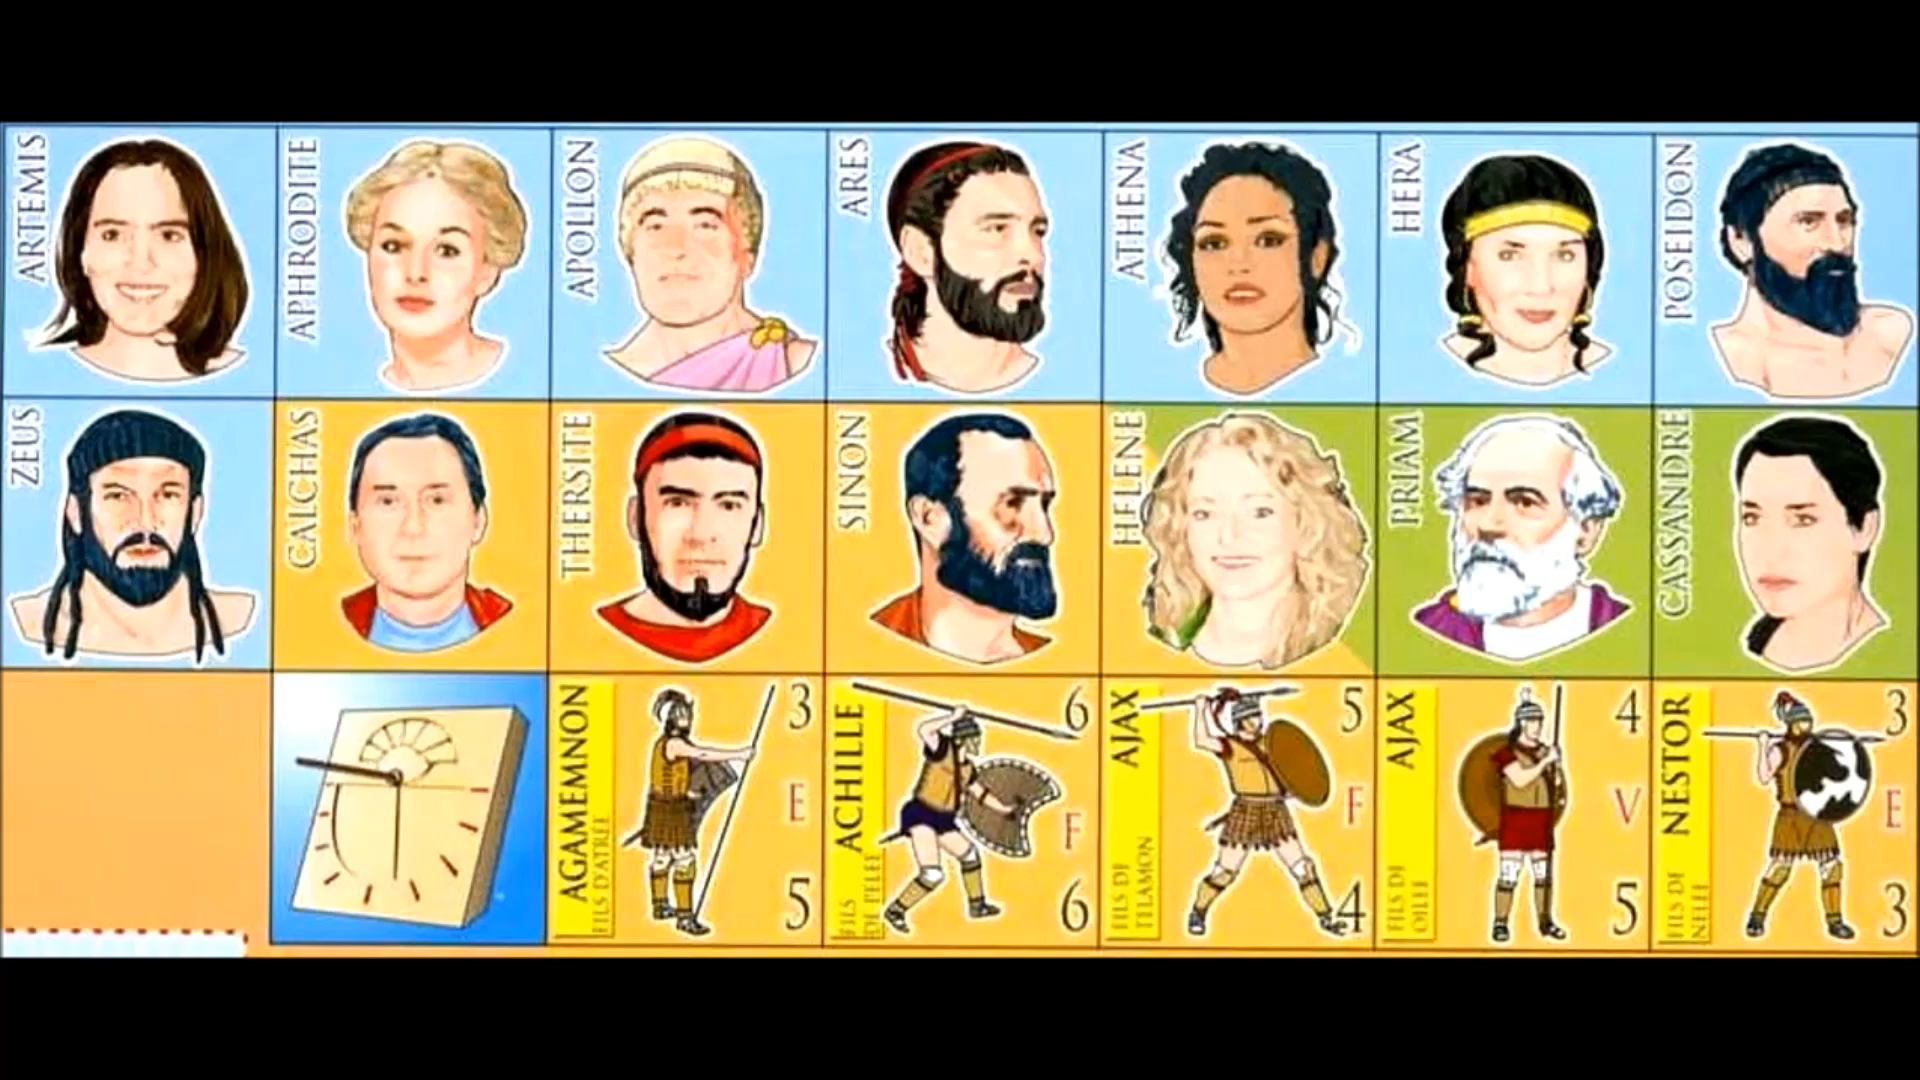 ARTEMIS
APHRODITE
APOLLON
ARES
ATHENA
HERA
POSEIDON
ZEUS
CALCHAS
THERSITE
SINON
HELENE
PRIAM
CASSANDRE
AGAMEMNON
FILS D'ATRÉE
3
E
5
ACHILLE
FILS
DE PELEE
6
F
6
AJAX
FILS DE
TELAMON
5
F
4
AJAX
FILS DE
OILEE
4
V
5
NESTOR
FILS DE
NELEE
3
E
3